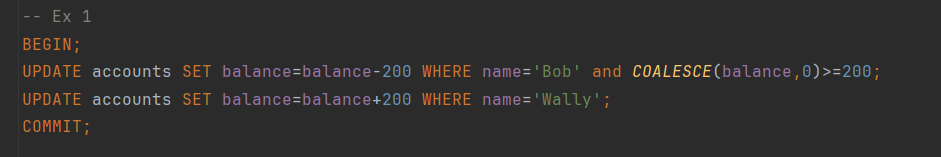 -- Ex 1
BEGIN;
UPDATE accounts SET balance=balance-200 WHERE name='Bob' and COALESCE(balance,0)>=200;
UPDATE accounts SET balance=balance+200 WHERE name='Wally';
COMMIT;